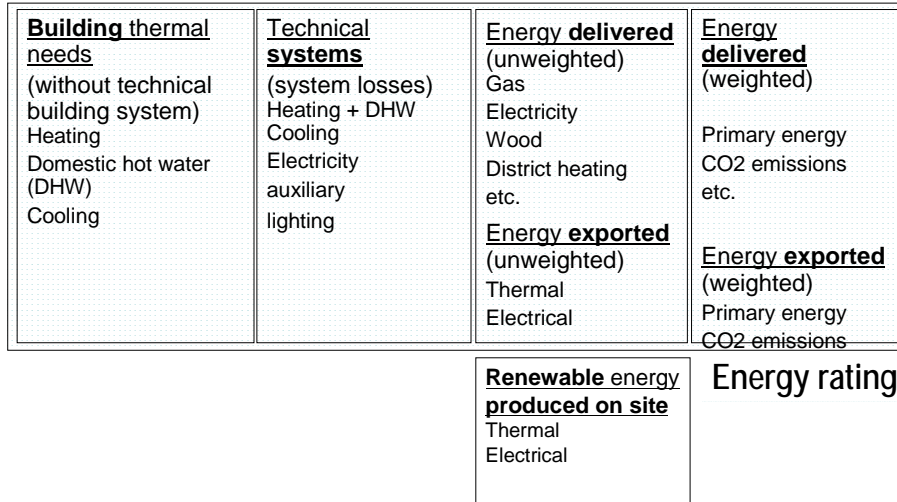 Building thermal
needs
(without technical
building system)
Heating
Domestic hot water
(DHW)
Cooling
Technical
systems
(system losses)
Heating + DHW
Cooling
Electricity
auxiliary
lighting
Energy delivered
(unweighted)
Gas
Electricity
Wood
District heating
etc.
Energy exported
(unweighted)
Thermal
Electrical
Energy
delivered
(weighted)
Primary energy
CO2 emissions
etc.
Energy exported
(weighted)
Primary energy
CO2 emissions
Renewable energy
produced on site
Thermal
Electrical
Energy rating